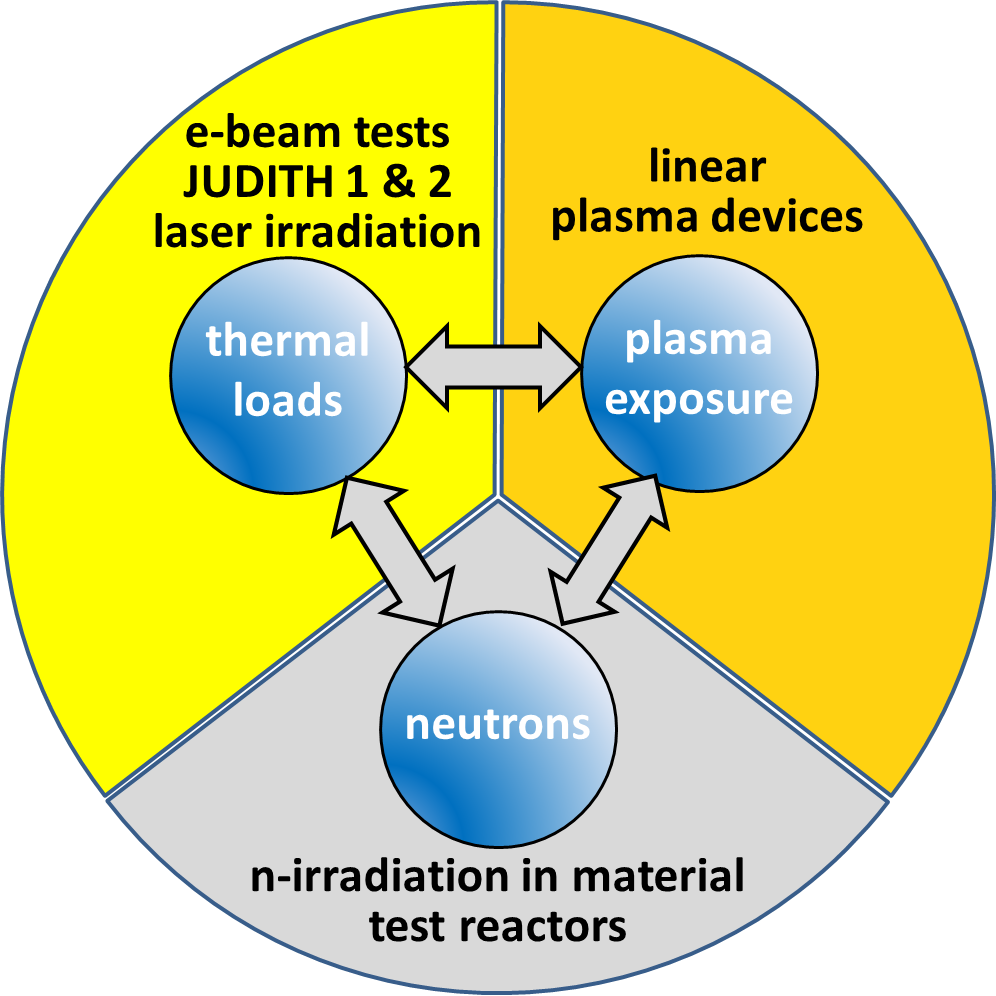 e-beam tests
JUDITH 1 & 2
laser irradiation
thermal
loads
linear
plasma devices
plasma
exposure
neutrons
n-irradiation in material
test reactors